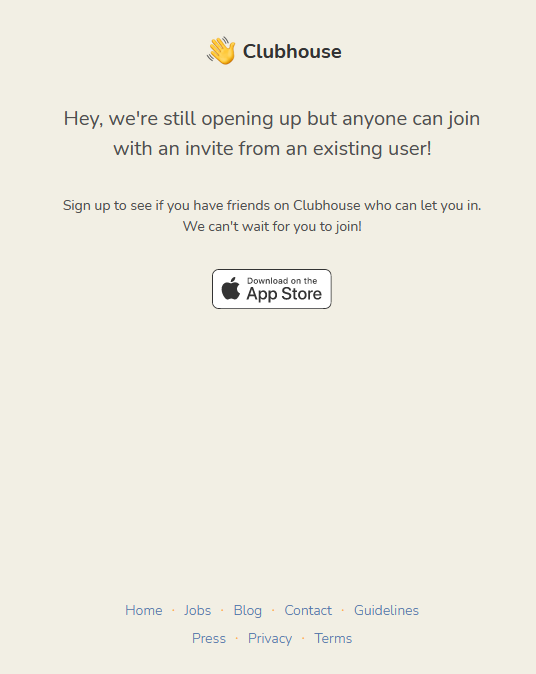 Clubhouse
Hey, we're still opening up but anyone can join
with an invite from an existing user!
Sign up to see if you have friends on Clubhouse who can let you in.
We can't wait for you to join!
Download on the
App Store
Home · Jobs · Blog · Contact · Guidelines
Press · Privacy · Terms